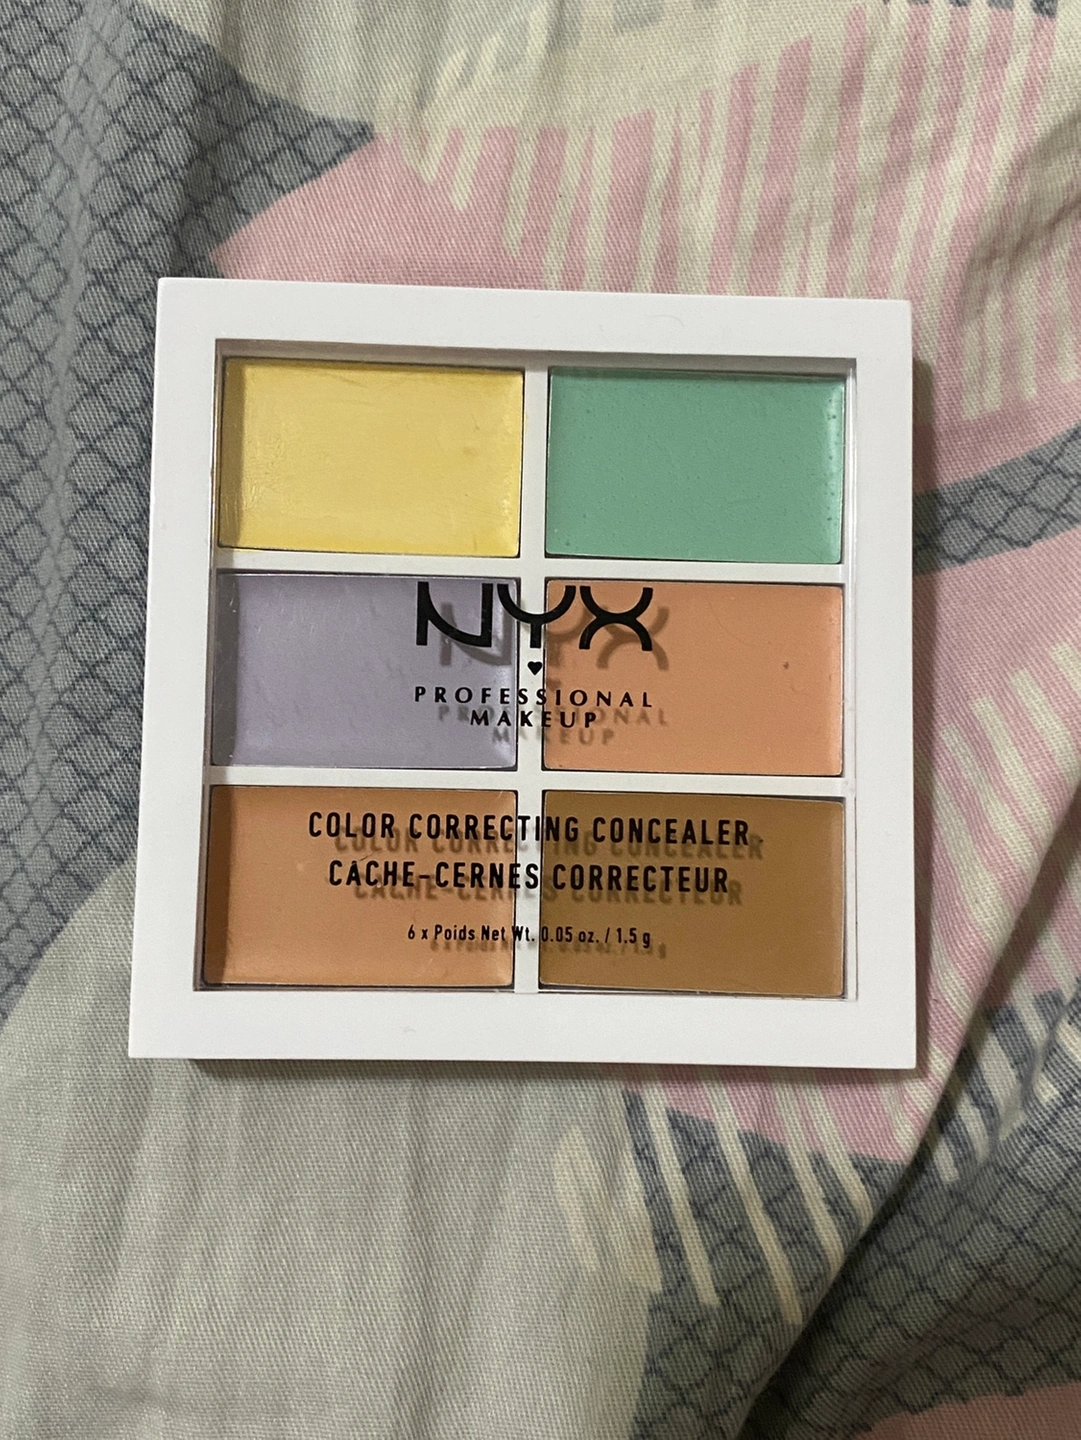 NYX
PROFESSIONAL
MAKEUP
COLOR CORRECTING CONCEALER
CACHE-CERNES CORRECTEUR
6 x Poids Net Wt. 0.05 oz. / 1.5 g